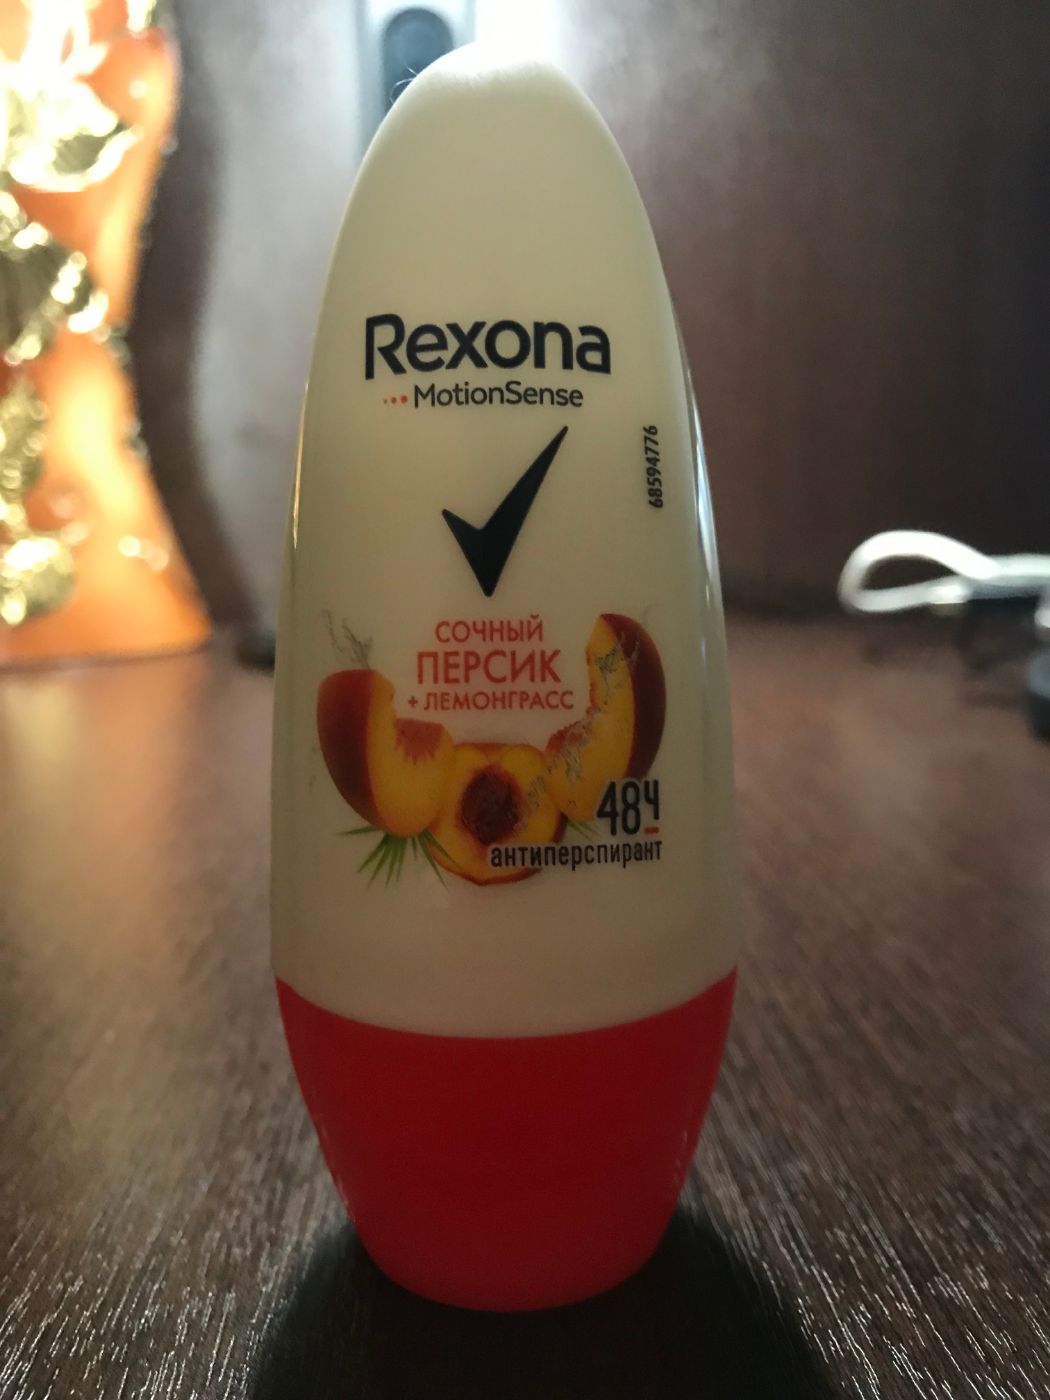 Rexona
MotionSense
68594776
СОЧНЫЙ
ПЕРСИК
+ ЛЕМОНГРАСС
48ч
антиперспирант